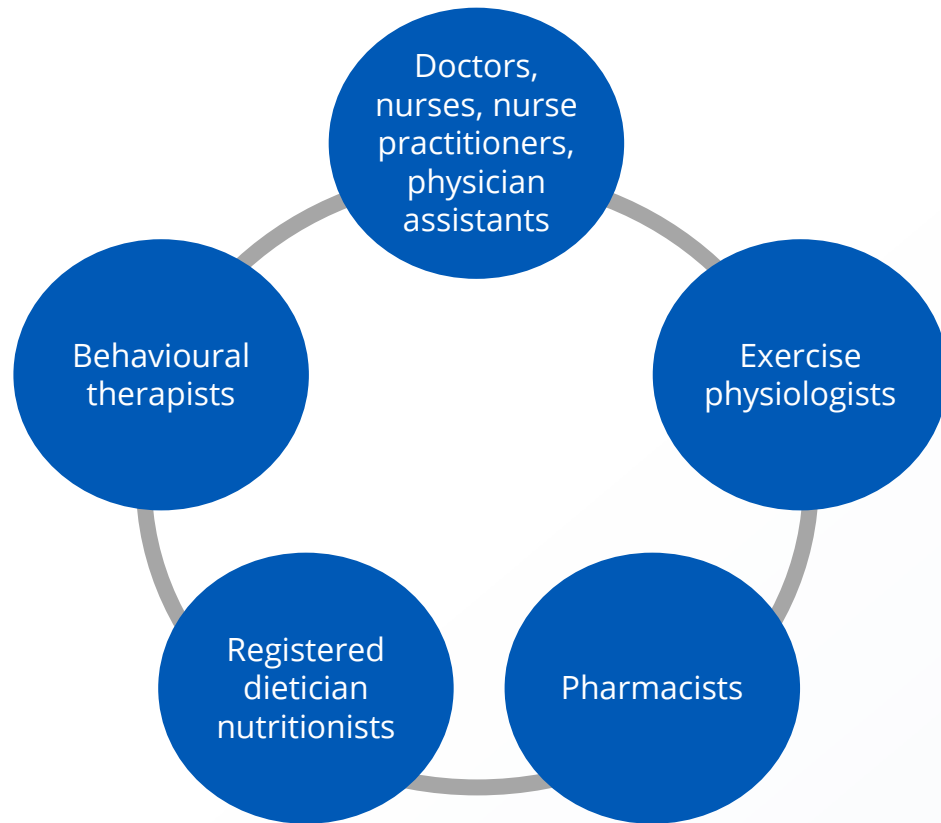 Doctors,
nurses, nurse
practitioners,
physician
assistants
Exercise
physiologists
Pharmacists
Registered
dietician
nutritionists
Behavioural
therapists